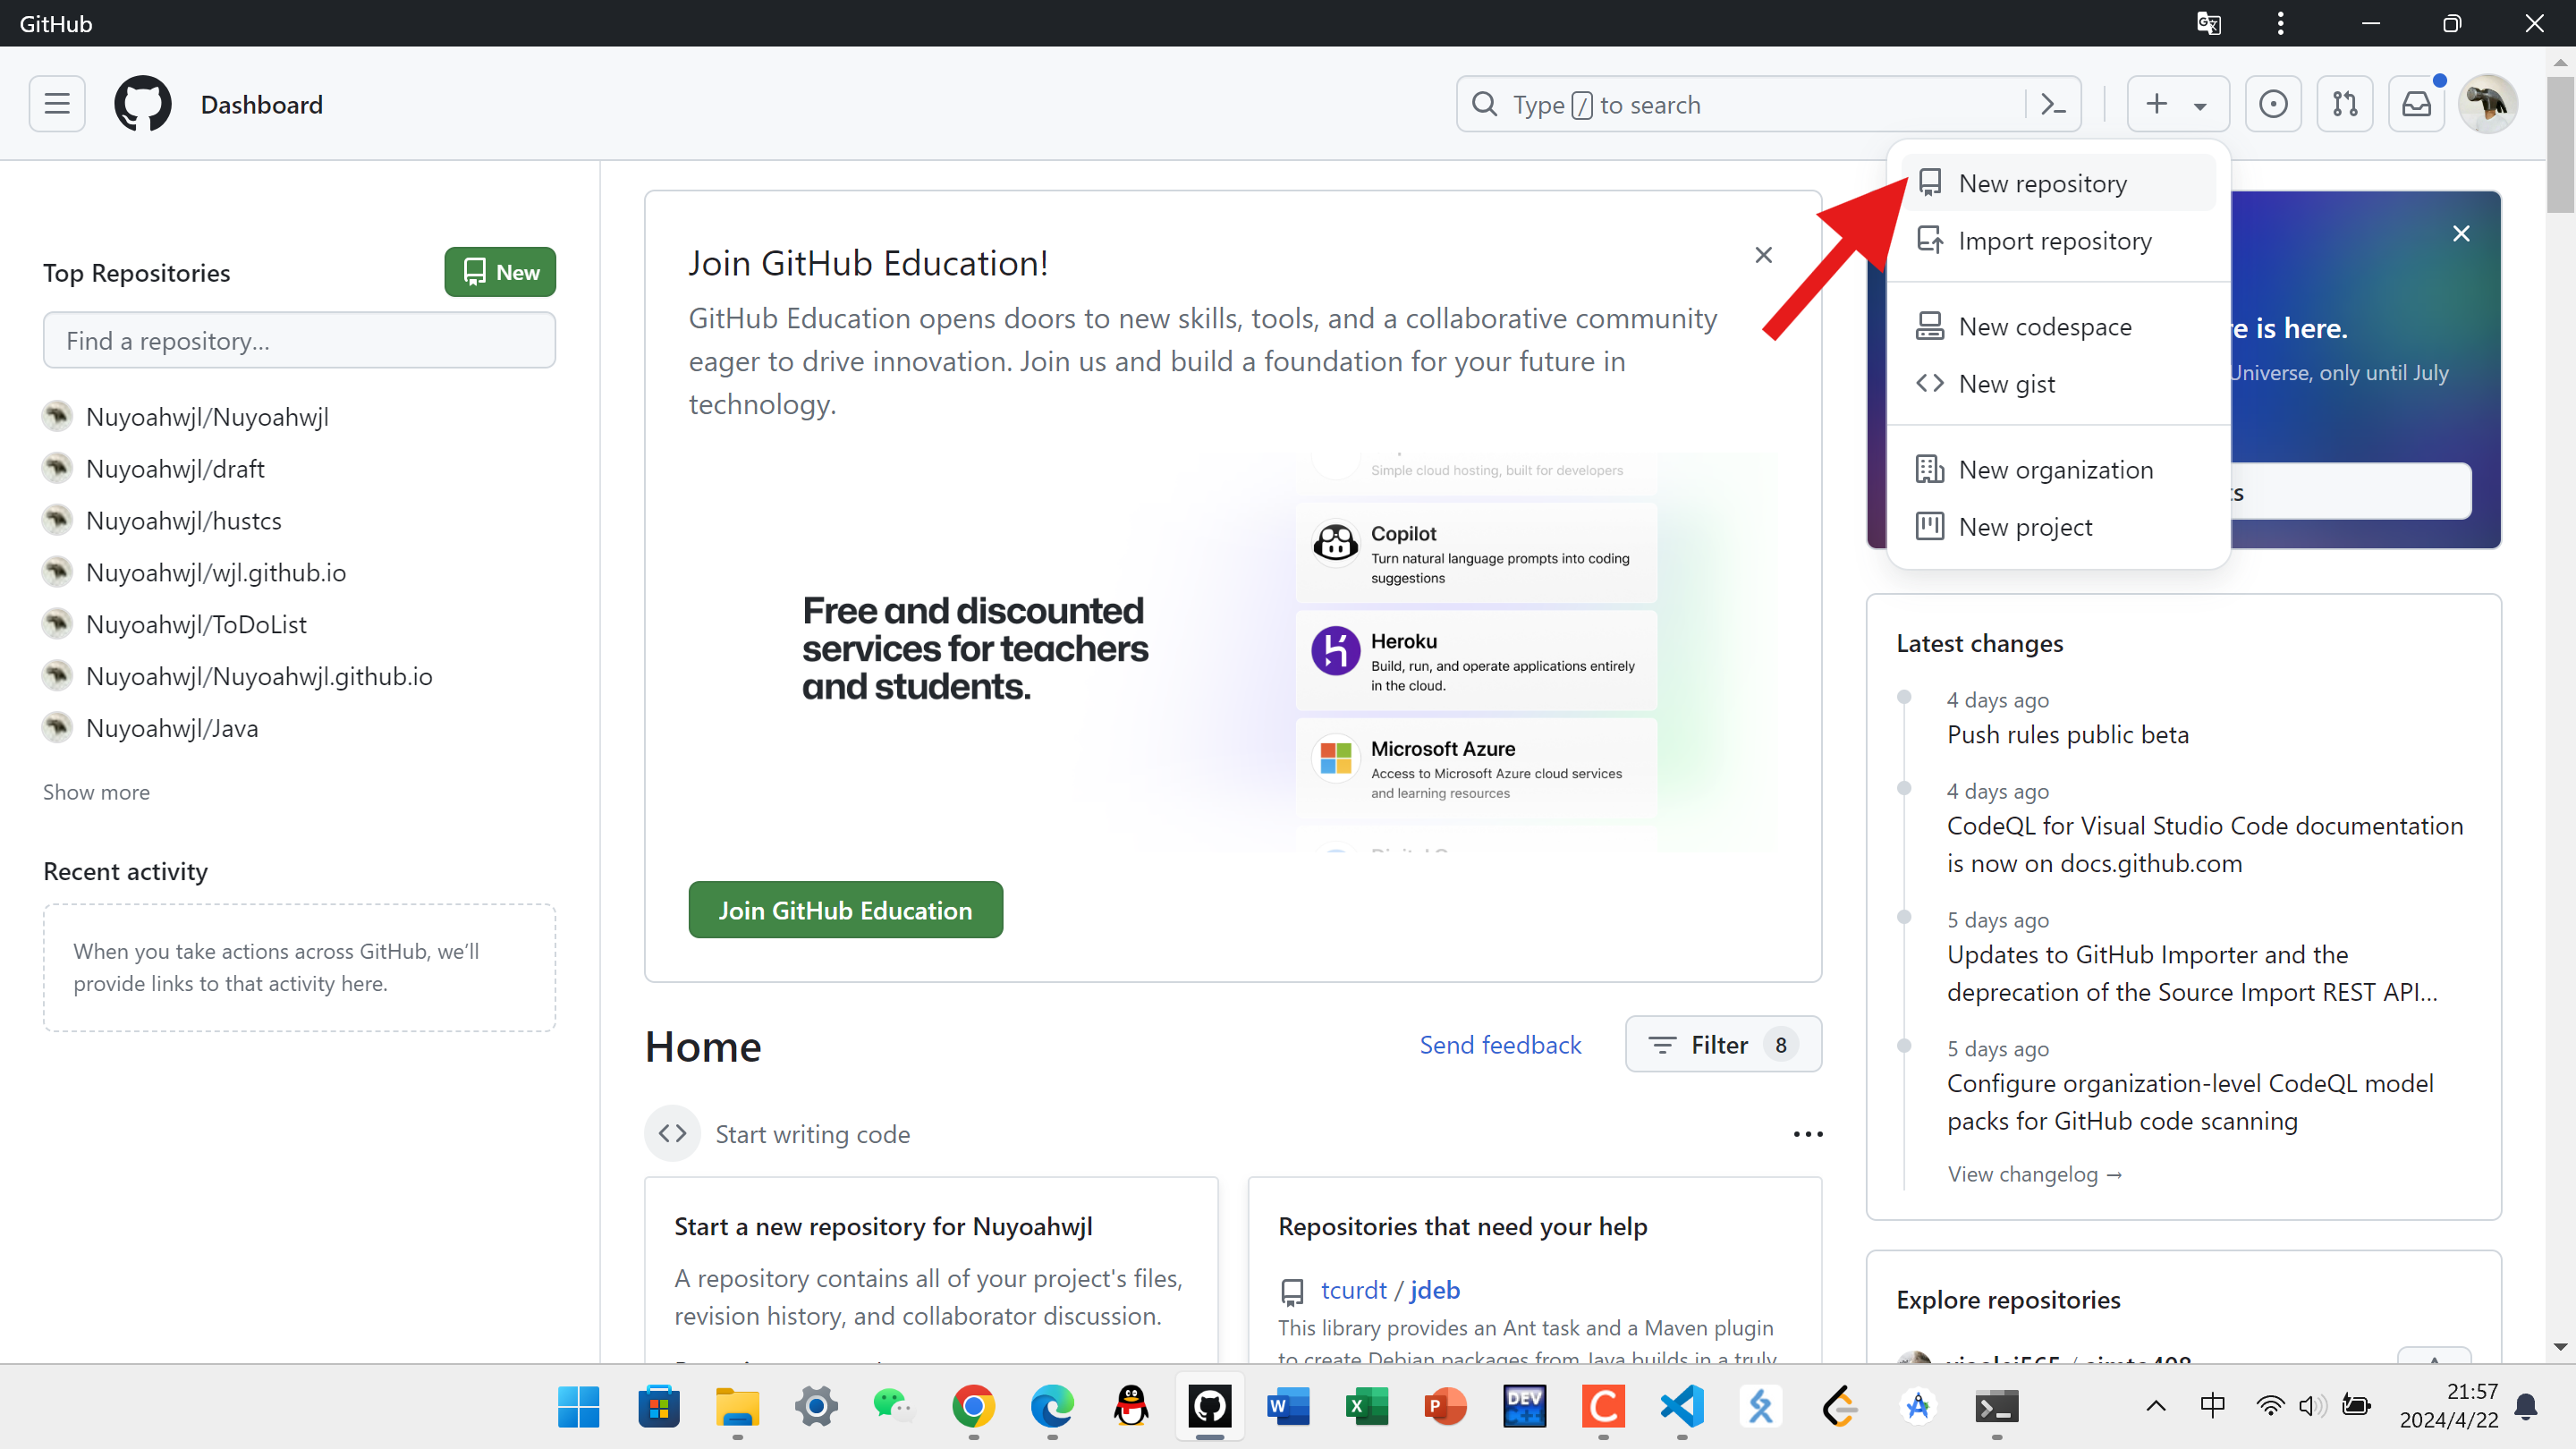 GitHub
Dashboard
Type / to search
New repository
Import repository
New codespace
New gist
New organization
New project
Top Repositories
New
Find a repository...
Nuyoahwjl/Nuyoahwjl
Nuyoahwjl/draft
Nuyoahwjl/hustcs
Nuyoahwjl/wjl.github.io
Nuyoahwjl/ToDoList
Nuyoahwjl/Nuyoahwjl.github.io
Nuyoahwjl/Java
Show more
Recent activity
When you take actions across GitHub, we’ll
provide links to that activity here.
Join GitHub Education!
GitHub Education opens doors to new skills, tools, and a collaborative community
eager to drive innovation. Join us and build a foundation for your future in
technology.
Simple cloud hosting, built for developers
Copilot
Turn natural language prompts into coding
suggestions
Free and discounted
services for teachers
and students.
Heroku
Build, run, and operate applications entirely
in the cloud.
Microsoft Azure
Access to Microsoft Azure cloud services
and learning resources
Join GitHub Education
Home
Send feedback
Filter 8
Start writing code
Start a new repository for Nuyoahwjl
A repository contains all of your project's files,
revision history, and collaborator discussion.
Repositories that need your help
tcurdt / jdeb
This library provides an Ant task and a Maven plugin
to create Debian packages from Java builds in a truly
is here.
Universe, only until July
Latest changes
4 days ago
Push rules public beta
4 days ago
CodeQL for Visual Studio Code documentation
is now on docs.github.com
5 days ago
Updates to GitHub Importer and the
deprecation of the Source Import REST API...
5 days ago
Configure organization-level CodeQL model
packs for GitHub code scanning
View changelog →
Explore repositories
DEV
C++
中
21:57
2024/4/22